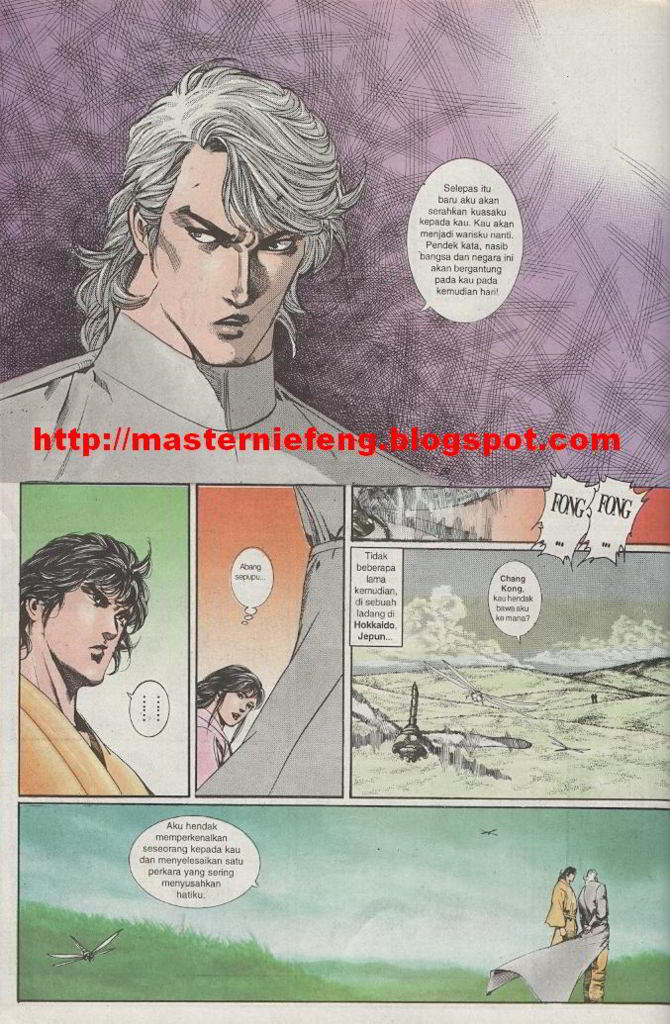 Selepas itu
baru aku akan
serahkan kuasaku
kepada kau. Kau akan
menjadi warisku nanti.
Pendek kata, nasib
bangsa dan negara ini
akan bergantung
pada kau pada
kemudian hari!
http://masterniefeng.blogspot.com
Abang
sepupu...
FONG
...
FONG
...
Tidak
beberapa
lama
kemudian,
di sebuah
ladang di
Hokkaido,
Jepun...
Chang
Kong,
kau hendak
bawa aku
ke mana?
Aku hendak
memperkenalkan
seseorang kepada kau
dan menyelesaikan satu
perkara yang sering
menyusahkan
hatiku.